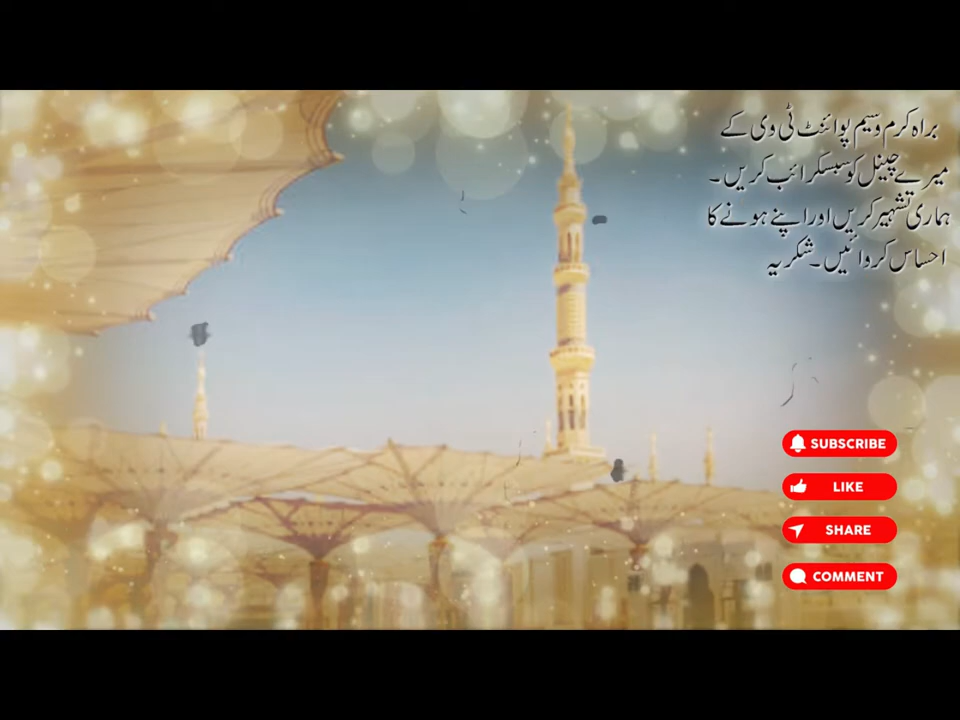 براہ کرم وسیم پوائنٹ ٹی وی کے
میرے چینل کو سبسکرائب کریں۔
ہماری تشہیر کریں اور اپنے ہونے کا
احساس کروائیں۔ شکریہ
SUBSCRIBE
LIKE
SHARE
COMMENT